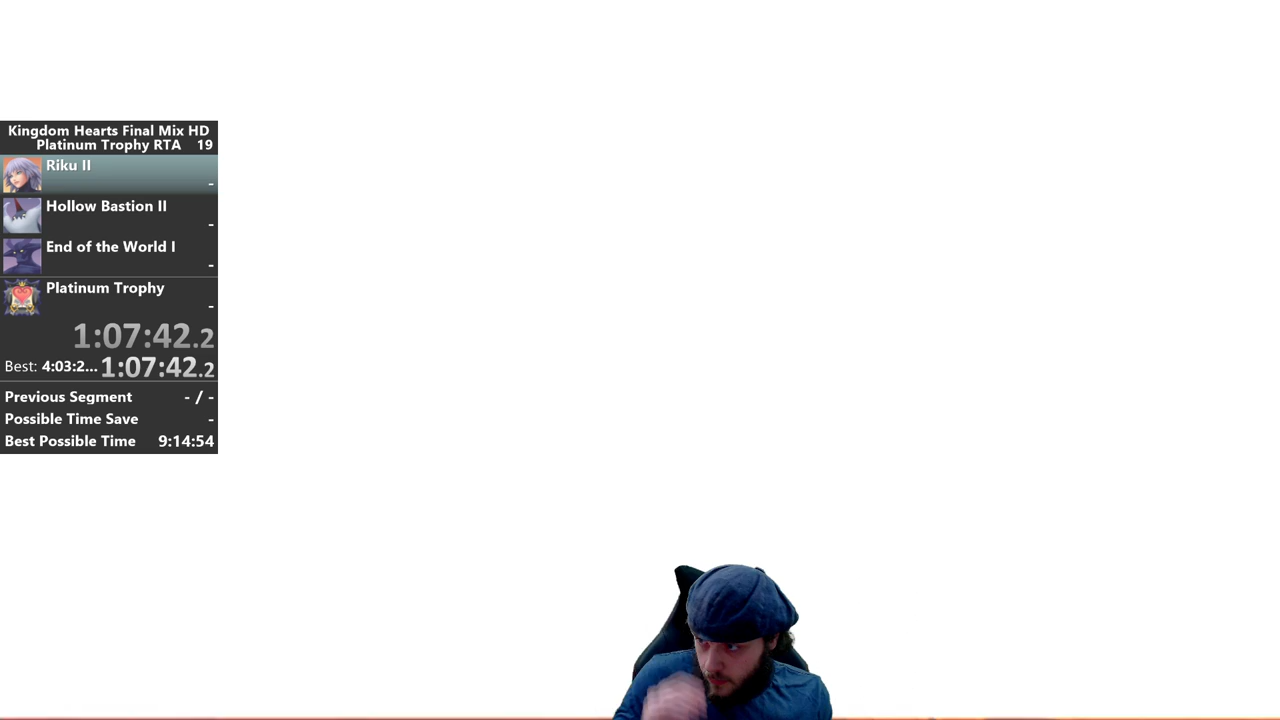 Kingdom Hearts Final Mix HD
Platinum Trophy RTA 19
Riku II
-
Hollow Bastion II
-
End of the World I
-
Platinum Trophy
-
1:07:42.2
Best: 4:03:2... 1:07:42.2
Previous Segment - / -
Possible Time Save -
Best Possible Time 9:14:54